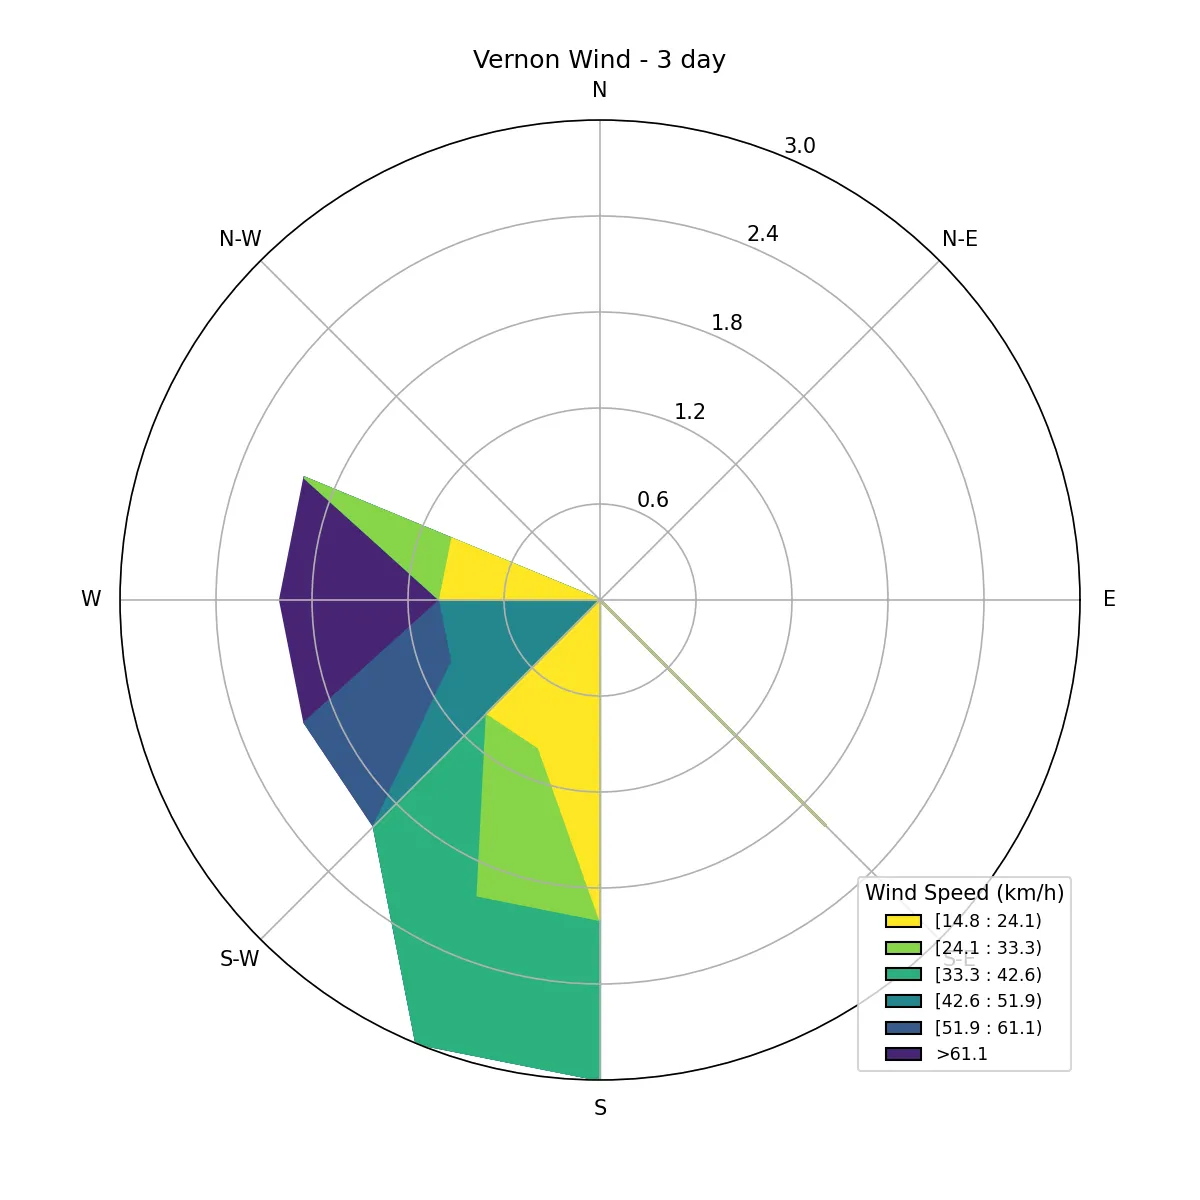 Vernon Wind - 3 day
N
3.0
N-W
2.4
N-E
1.8
1.2
0.6
W
E
Wind Speed (km/h)
[14.8 : 24.1)
[24.1 : 33.3)
S-W
S-E
[33.3 : 42.6)
[42.6 : 51.9)
[51.9 : 61.1)
>61.1
S